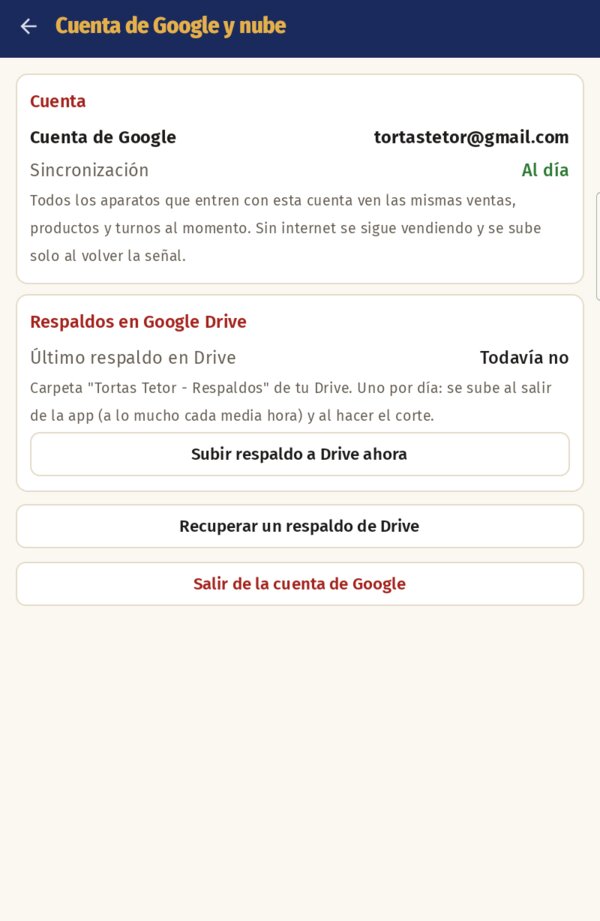 Cuenta de Google y nube
Cuenta
Cuenta de Google tortastetor@gmail.com
Sincronización Al día
Todos los aparatos que entren con esta cuenta ven las mismas ventas,
productos y turnos al momento. Sin internet se sigue vendiendo y se sube
solo al volver la señal.
Respaldos en Google Drive
Último respaldo en Drive Todavía no
Carpeta "Tortas Tetor - Respaldos" de tu Drive. Uno por día: se sube al salir
de la app (a lo mucho cada media hora) y al hacer el corte.
Subir respaldo a Drive ahora
Recuperar un respaldo de Drive
Salir de la cuenta de Google